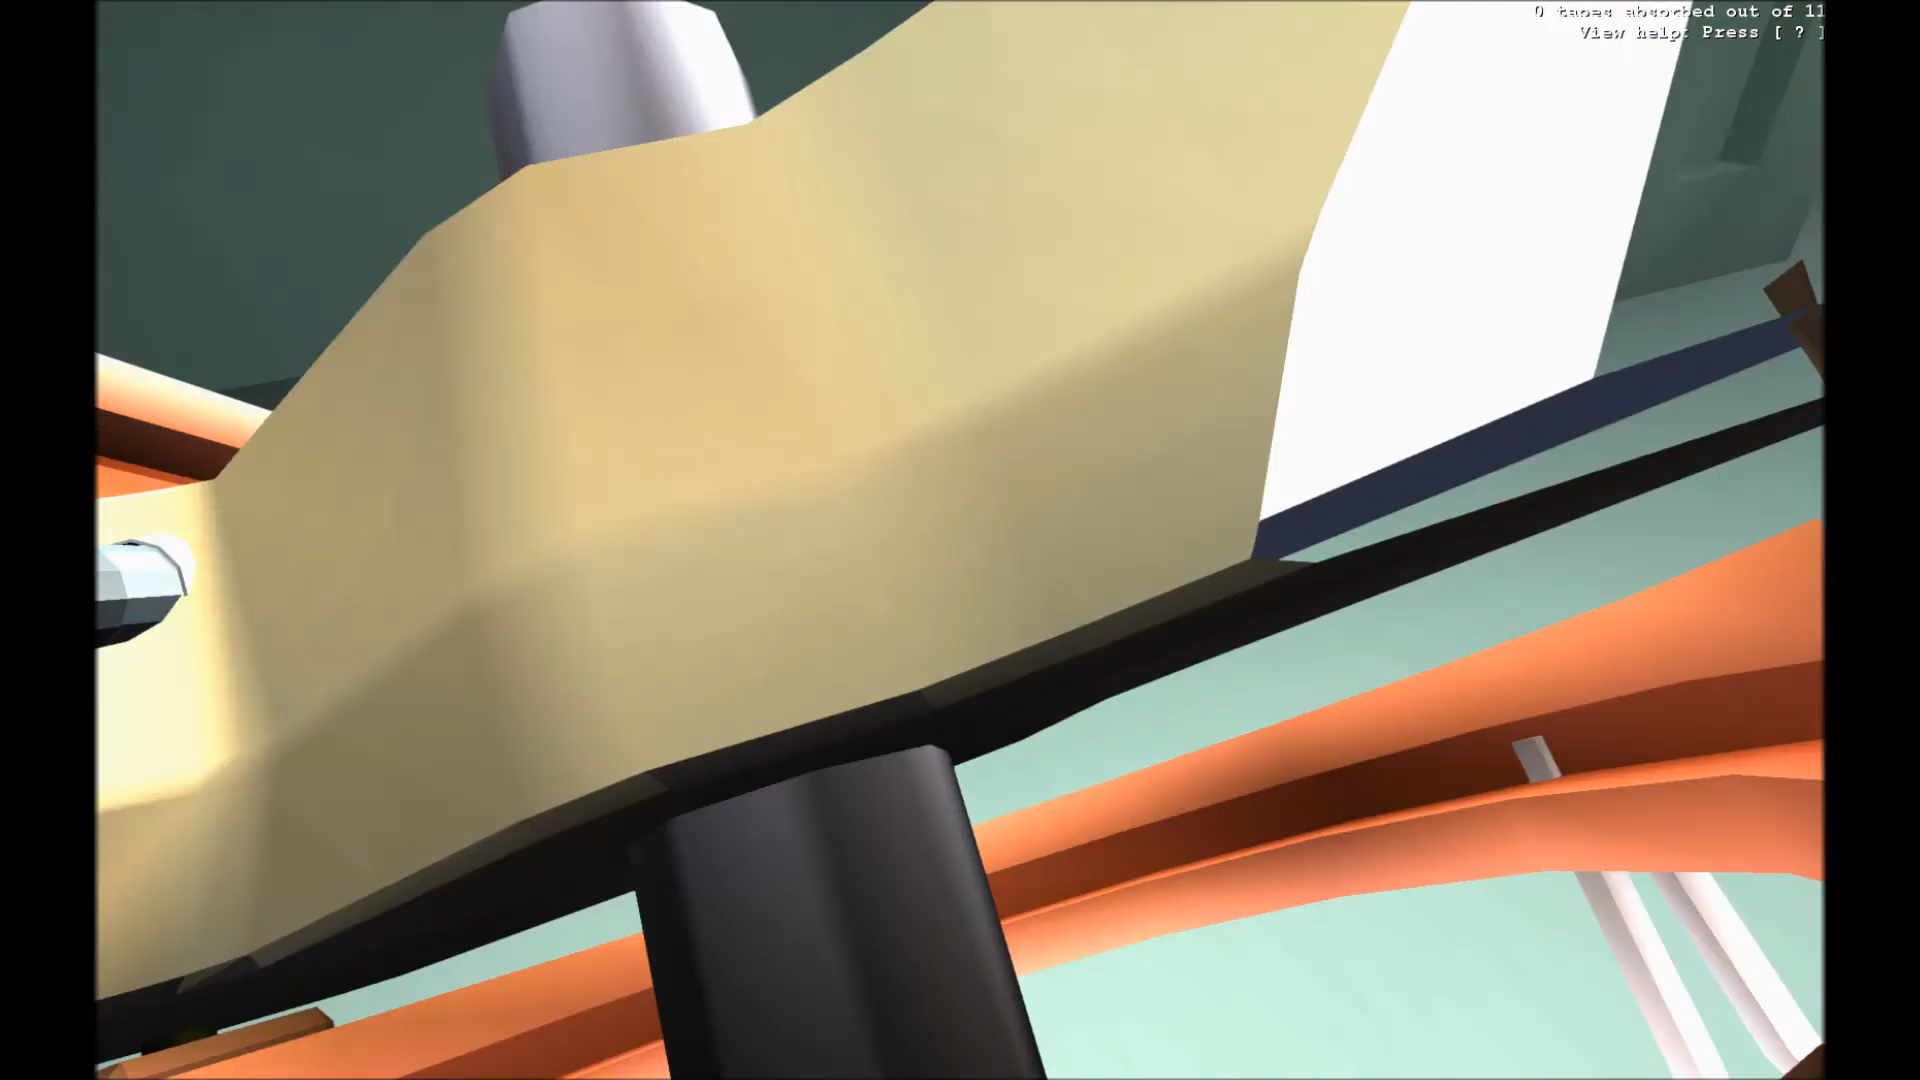 0 tapes absorbed out of 11
View help: Press [ ? ]